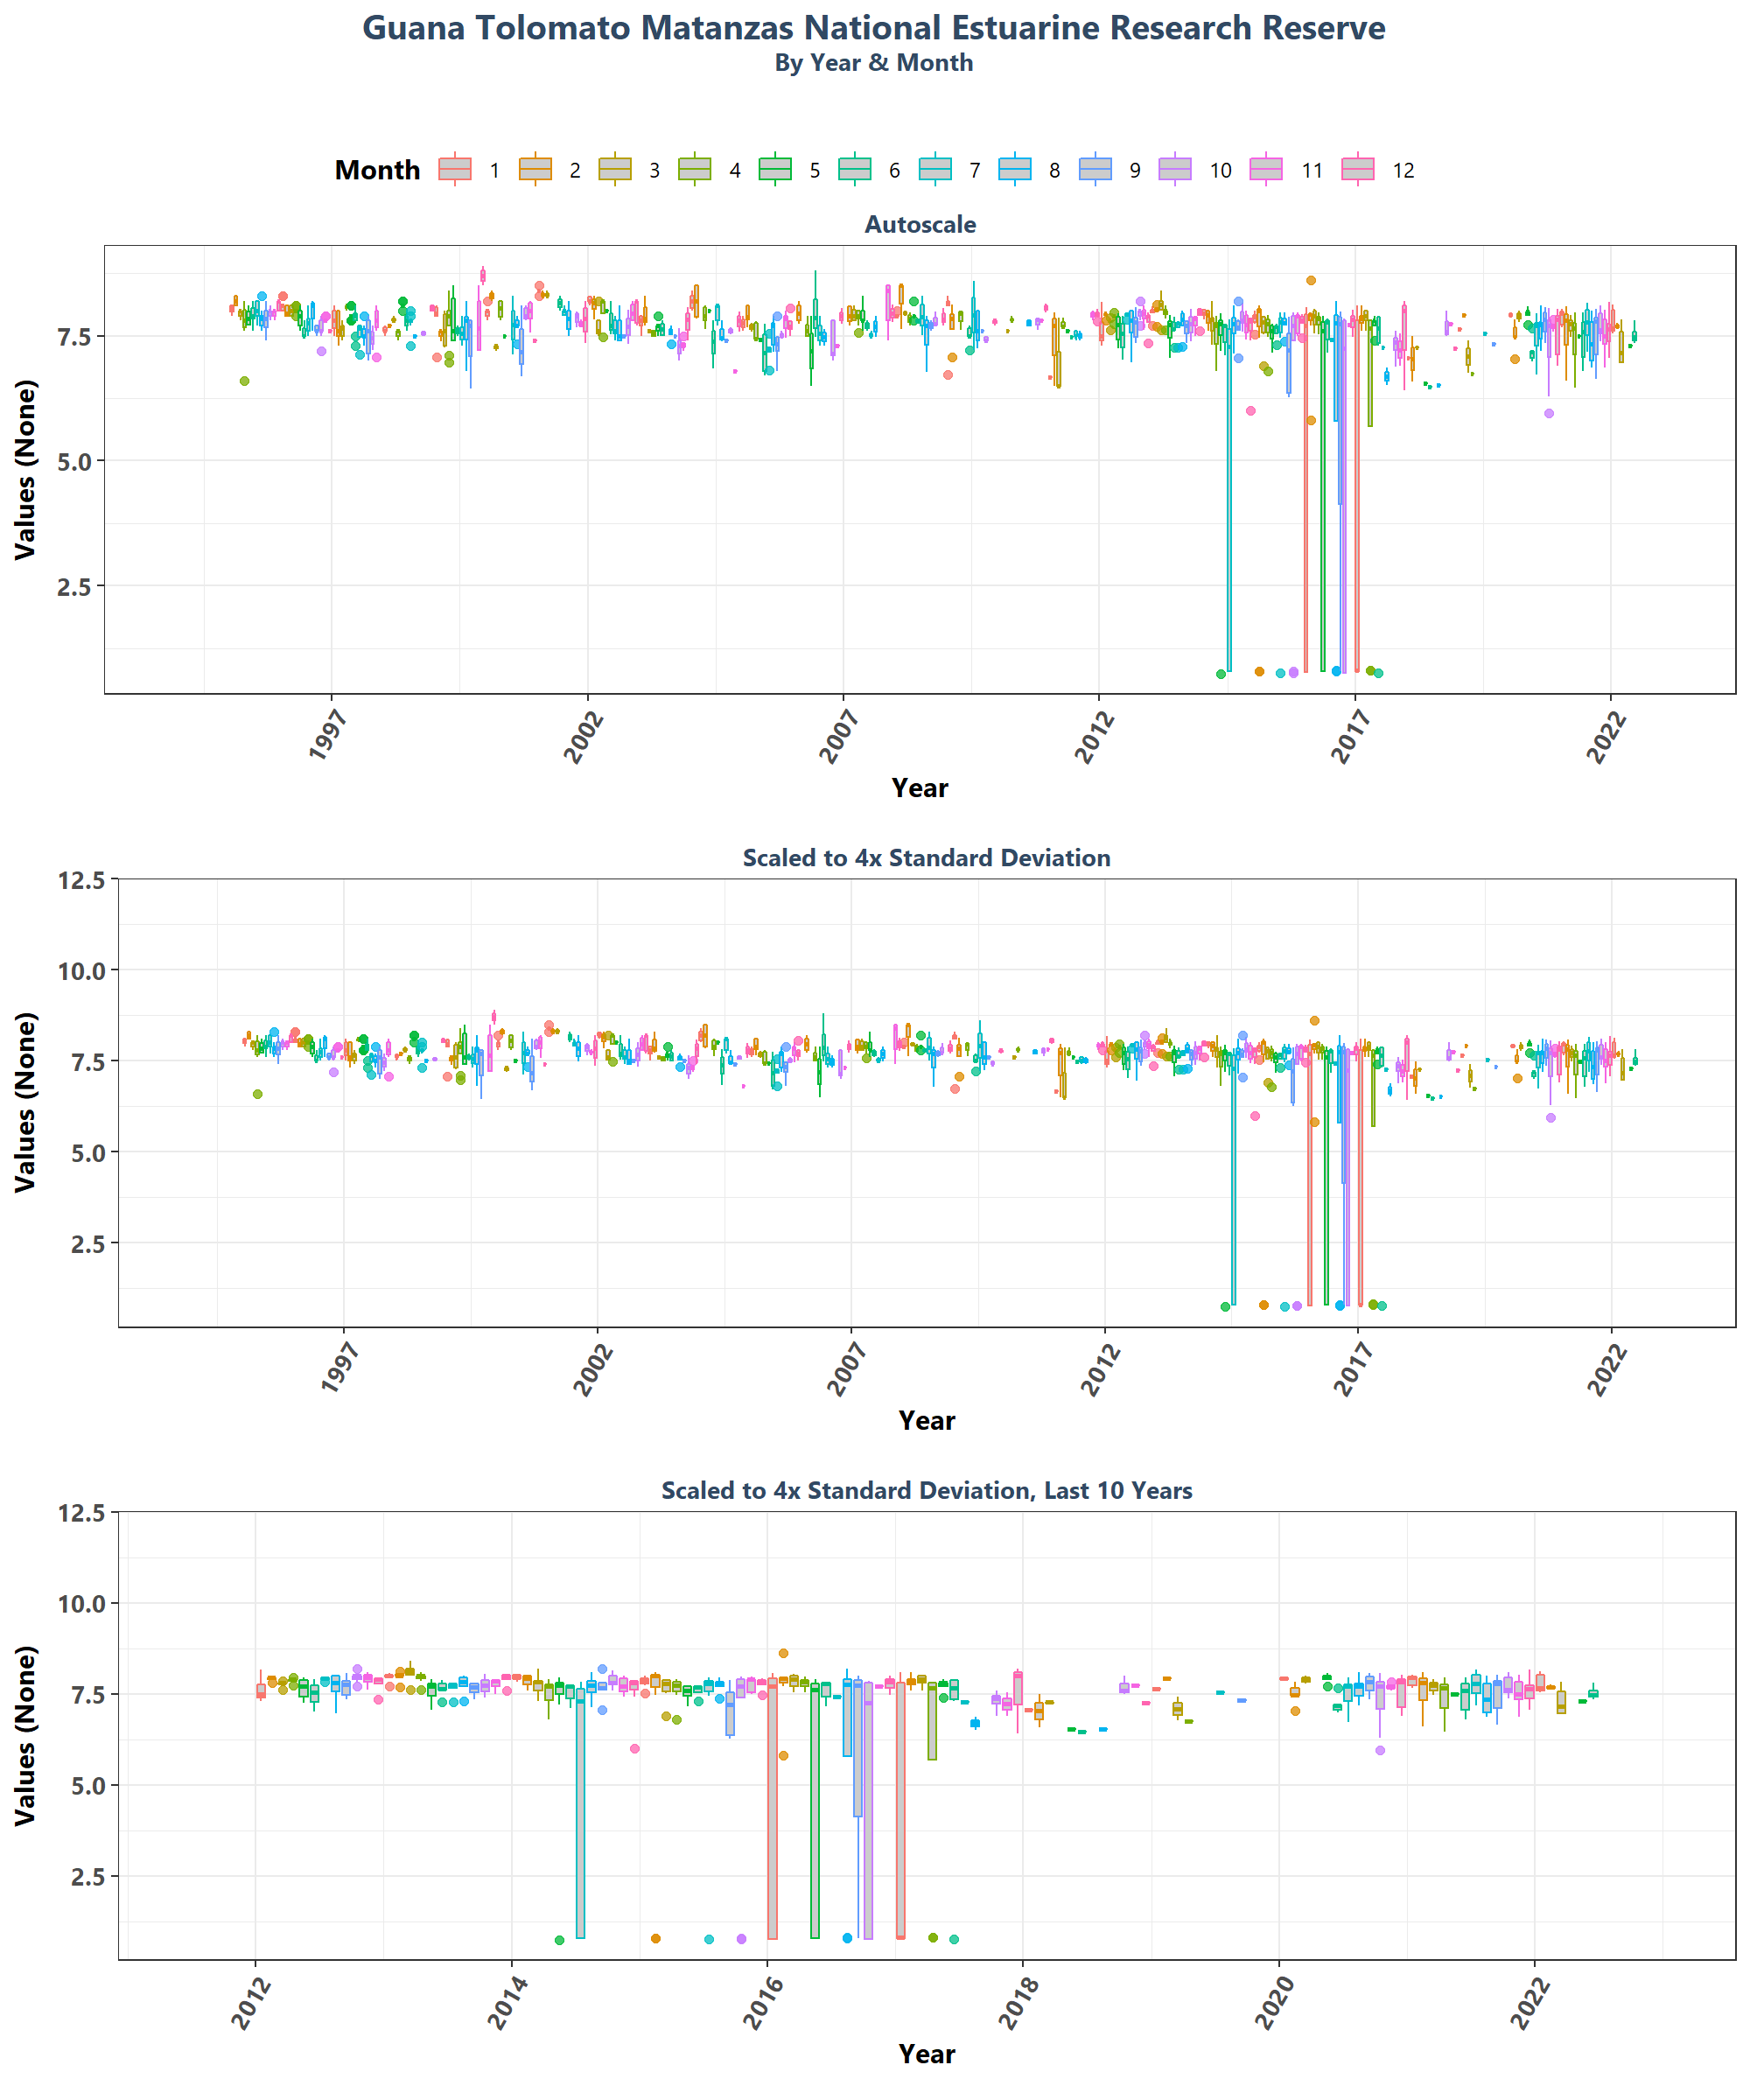 Guana Tolomato Matanzas National Estuarine Research Reserve
By Year & Month
Month 1 2 3 4 5 6 7 8 9 10 11 12
Autoscale
Values (None)
7.5
5.0
2.5
1997 2002 2007 2012 2017 2022
Year
Scaled to 4x Standard Deviation
Values (None)
12.5
10.0
7.5
5.0
2.5
1997 2002 2007 2012 2017 2022
Year
Scaled to 4x Standard Deviation, Last 10 Years
Values (None)
12.5
10.0
7.5
5.0
2.5
2012 2014 2016 2018 2020 2022
Year